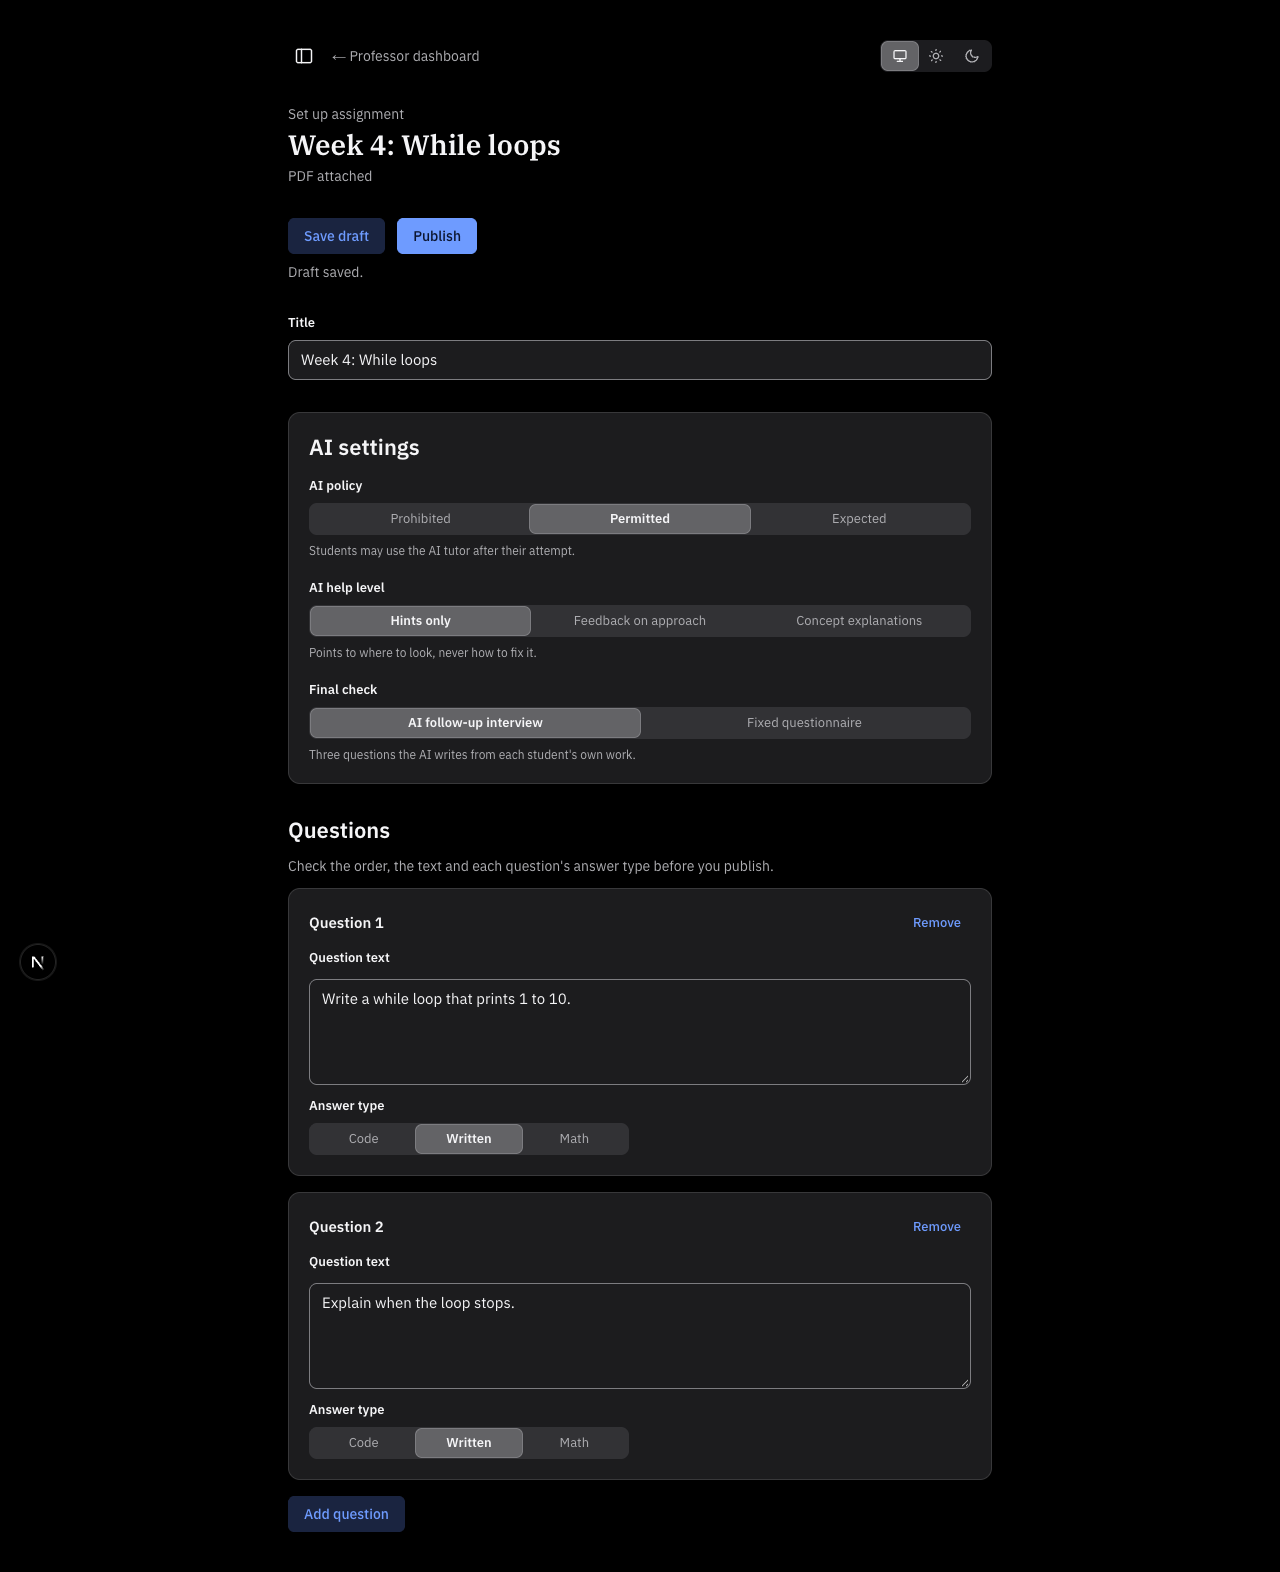 ← Professor dashboard
Set up assignment
Week 4: While loops
PDF attached
Save draft
Publish
Draft saved.
Title
Week 4: While loops
AI settings
AI policy
Prohibited
Permitted
Expected
Students may use the AI tutor after their attempt.
AI help level
Hints only
Feedback on approach
Concept explanations
Points to where to look, never how to fix it.
Final check
AI follow-up interview
Fixed questionnaire
Three questions the AI writes from each student's own work.
Questions
Check the order, the text and each question's answer type before you publish.
Question 1
Remove
Question text
Write a while loop that prints 1 to 10.
Answer type
Code
Written
Math
Question 2
Remove
Question text
Explain when the loop stops.
Answer type
Code
Written
Math
Add question
N